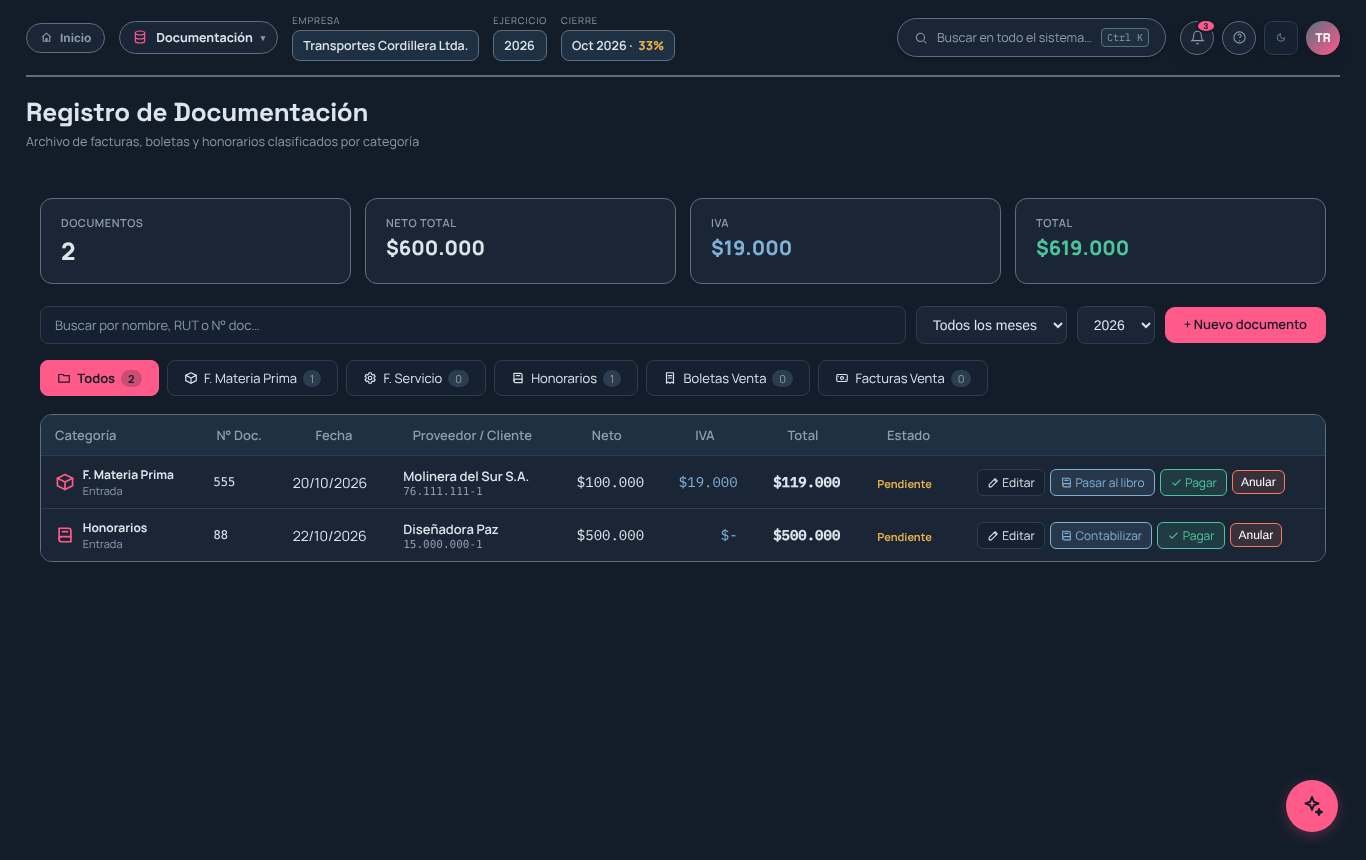 EMPRESA EJERCICIO CIERRE
Inicio Documentación ▾ Transportes Cordillera Ltda. 2026 Oct 2026 · 33% Buscar en todo el sistema... Ctrl K 3 TR
Registro de Documentación
Archivo de facturas, boletas y honorarios clasificados por categoría
DOCUMENTOS NETO TOTAL IVA TOTAL
2 $600.000 $19.000 $619.000
Buscar por nombre, RUT o N° doc... Todos los meses 2026 + Nuevo documento
Todos 2 F. Materia Prima 1 F. Servicio 0 Honorarios 1 Boletas Venta 0 Facturas Venta 0
Categoría N° Doc. Fecha Proveedor / Cliente Neto IVA Total Estado
F. Materia Prima 555 20/10/2026 Molinera del Sur S.A. $100.000 $19.000 $119.000 Pendiente Editar Pasar al libro Pagar Anular
Entrada 76.111.111-1
Honorarios 88 22/10/2026 Diseñadora Paz $500.000 $- $500.000 Pendiente Editar Contabilizar Pagar Anular
Entrada 15.000.000-1